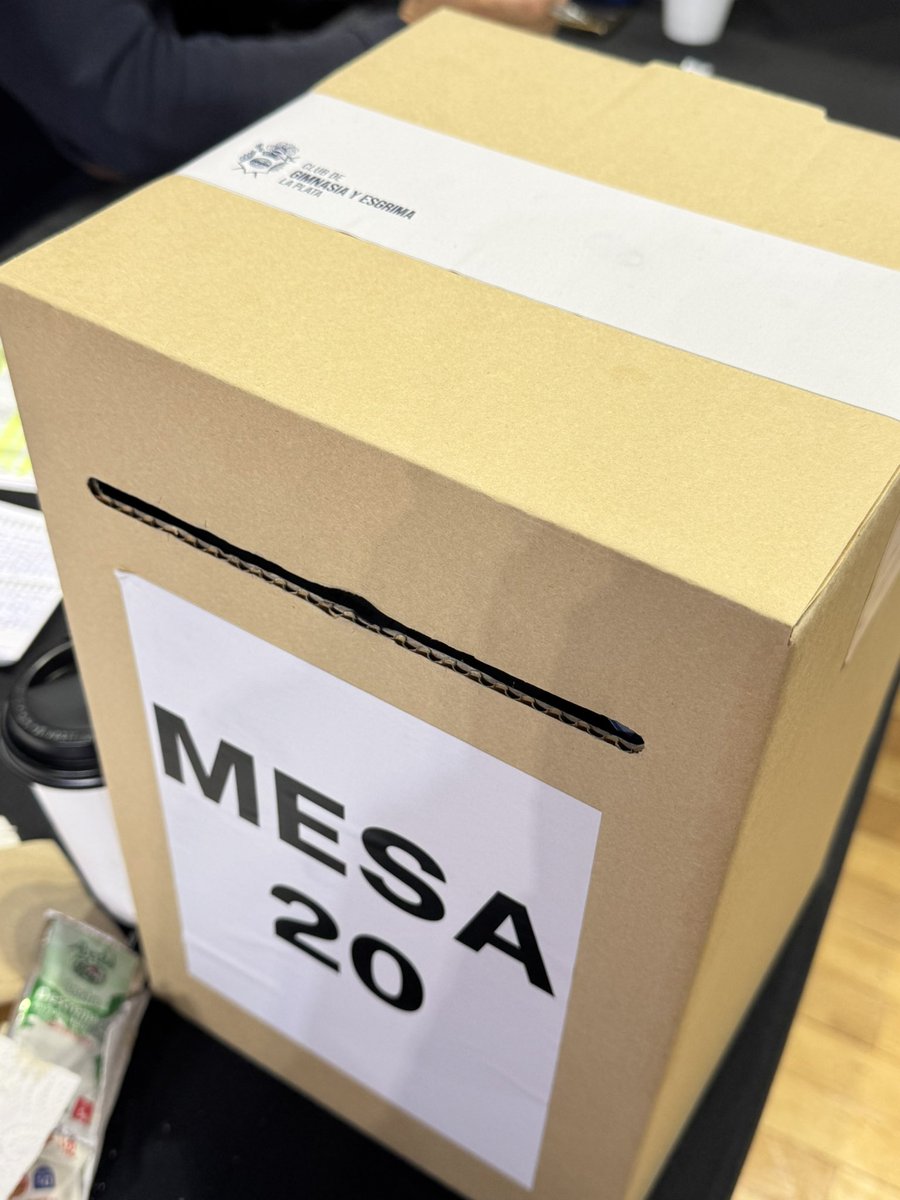 CLUB DE
GIMNASIA Y ESGRIMA
LA PLATA
MESA
20